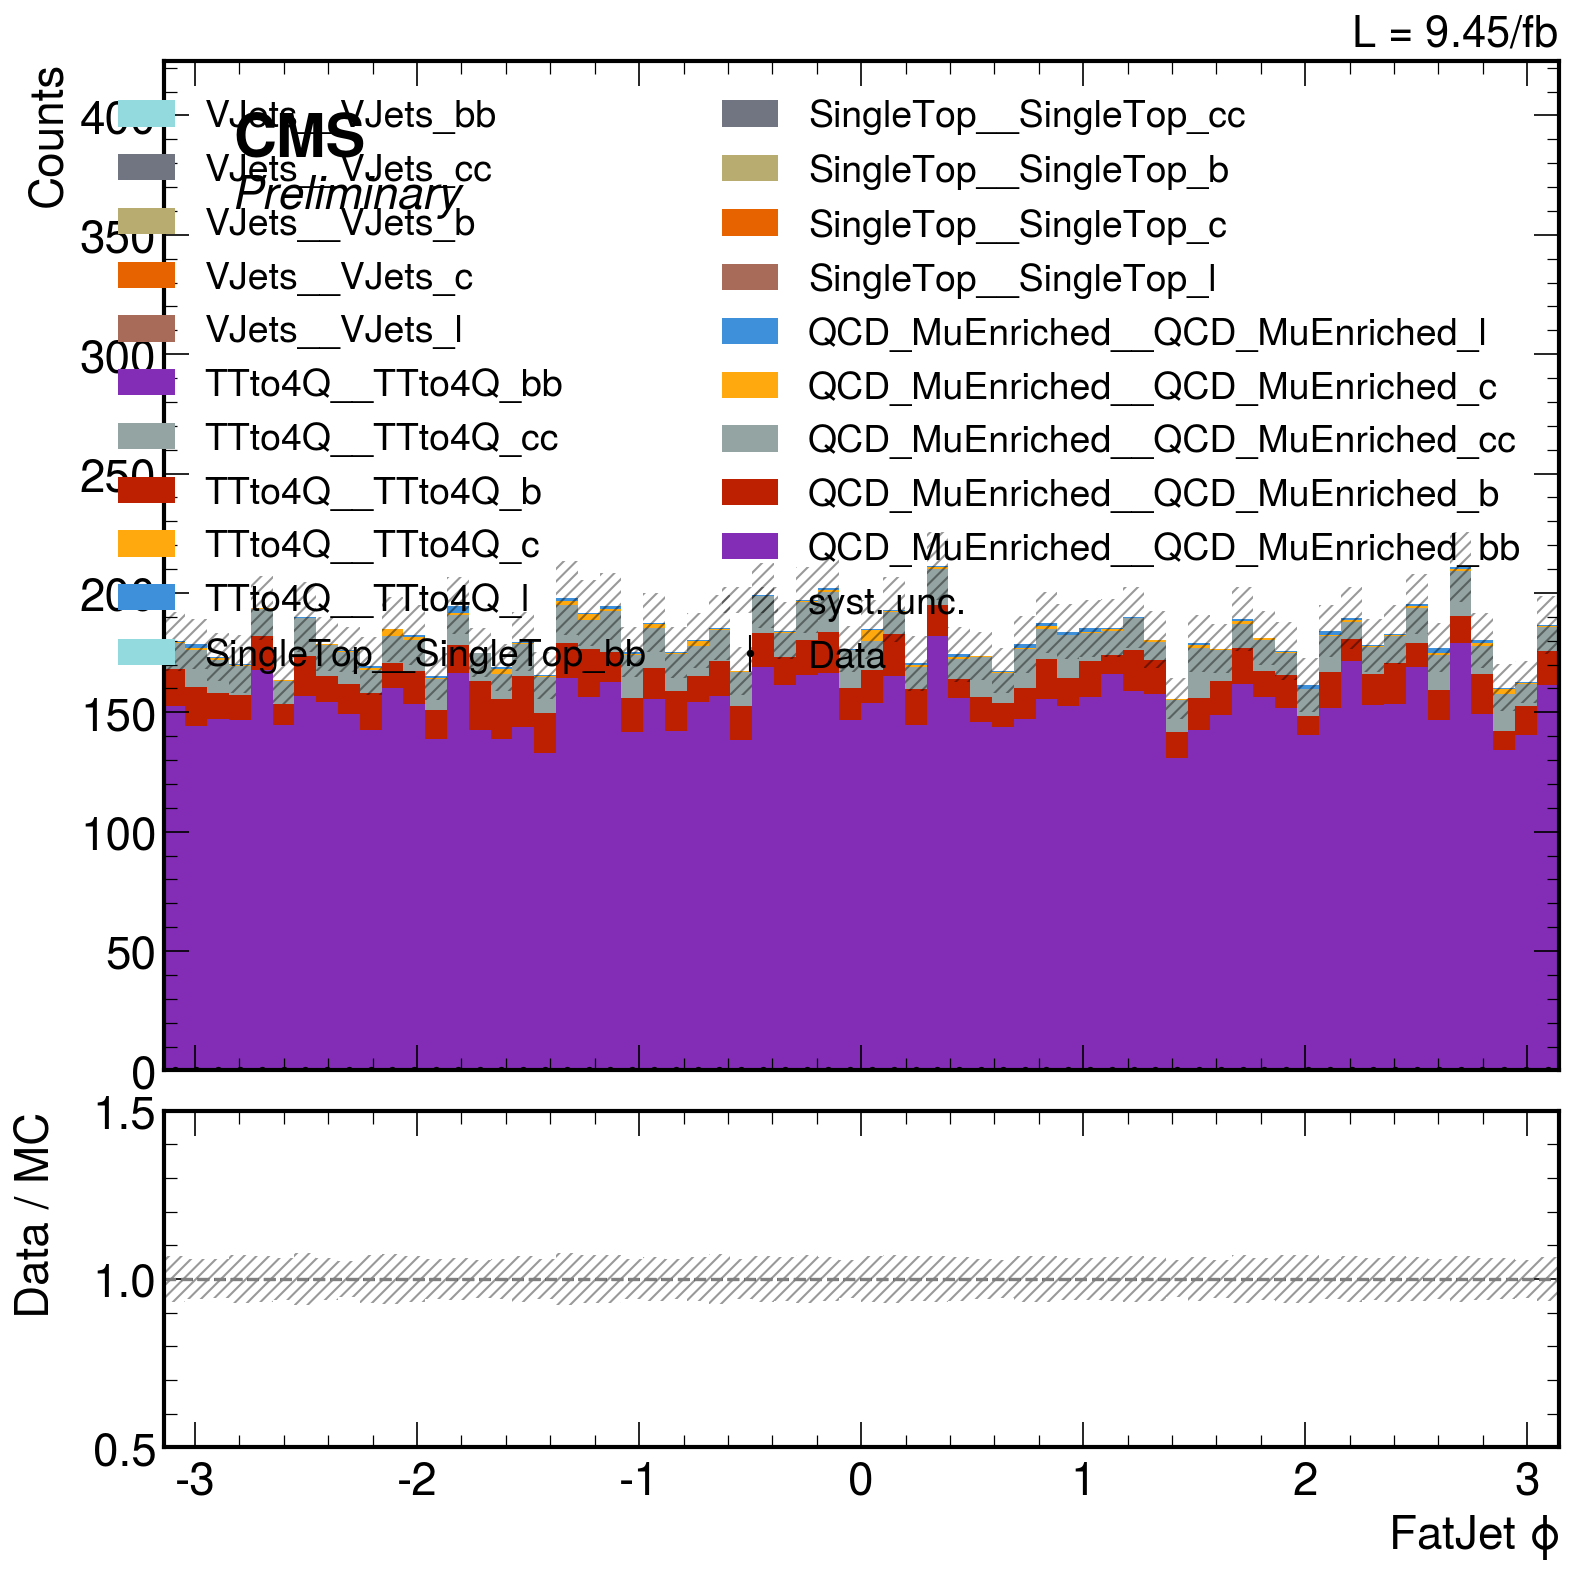 L = 9.45/fb
Counts
CMS
Preliminary
VJets__VJets_bb
VJets__VJets_cc
VJets__VJets_b
VJets__VJets_c
VJets__VJets_l
TTto4Q__TTto4Q_bb
TTto4Q__TTto4Q_cc
TTto4Q__TTto4Q_b
TTto4Q__TTto4Q_c
TTto4Q__TTto4Q_l
SingleTop__SingleTop_bb
SingleTop__SingleTop_cc
SingleTop__SingleTop_b
SingleTop__SingleTop_c
SingleTop__SingleTop_l
QCD_MuEnriched__QCD_MuEnriched_l
QCD_MuEnriched__QCD_MuEnriched_c
QCD_MuEnriched__QCD_MuEnriched_cc
QCD_MuEnriched__QCD_MuEnriched_b
QCD_MuEnriched__QCD_MuEnriched_bb
syst. unc.
Data
400
350
300
250
200
150
100
50
0
Data / MC
1.5
1.0
0.5
-3 -2 -1 0 1 2 3
FatJet ϕ